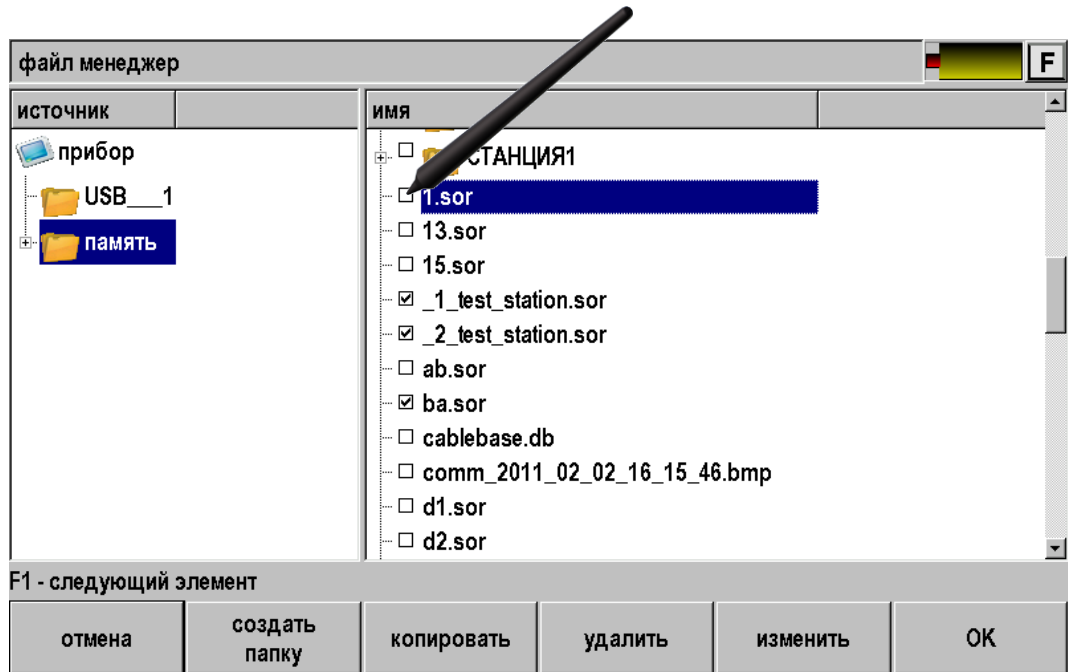 файл менеджер
F
источник
имя
прибор
USB___1
память
СТАНЦИЯ1
1.sor
13.sor
15.sor
_1_test_station.sor
_2_test_station.sor
ab.sor
ba.sor
cablebase.db
comm_2011_02_02_16_15_46.bmp
d1.sor
d2.sor
F1 - следующий элемент
отмена
создать
папку
копировать
удалить
изменить
OK